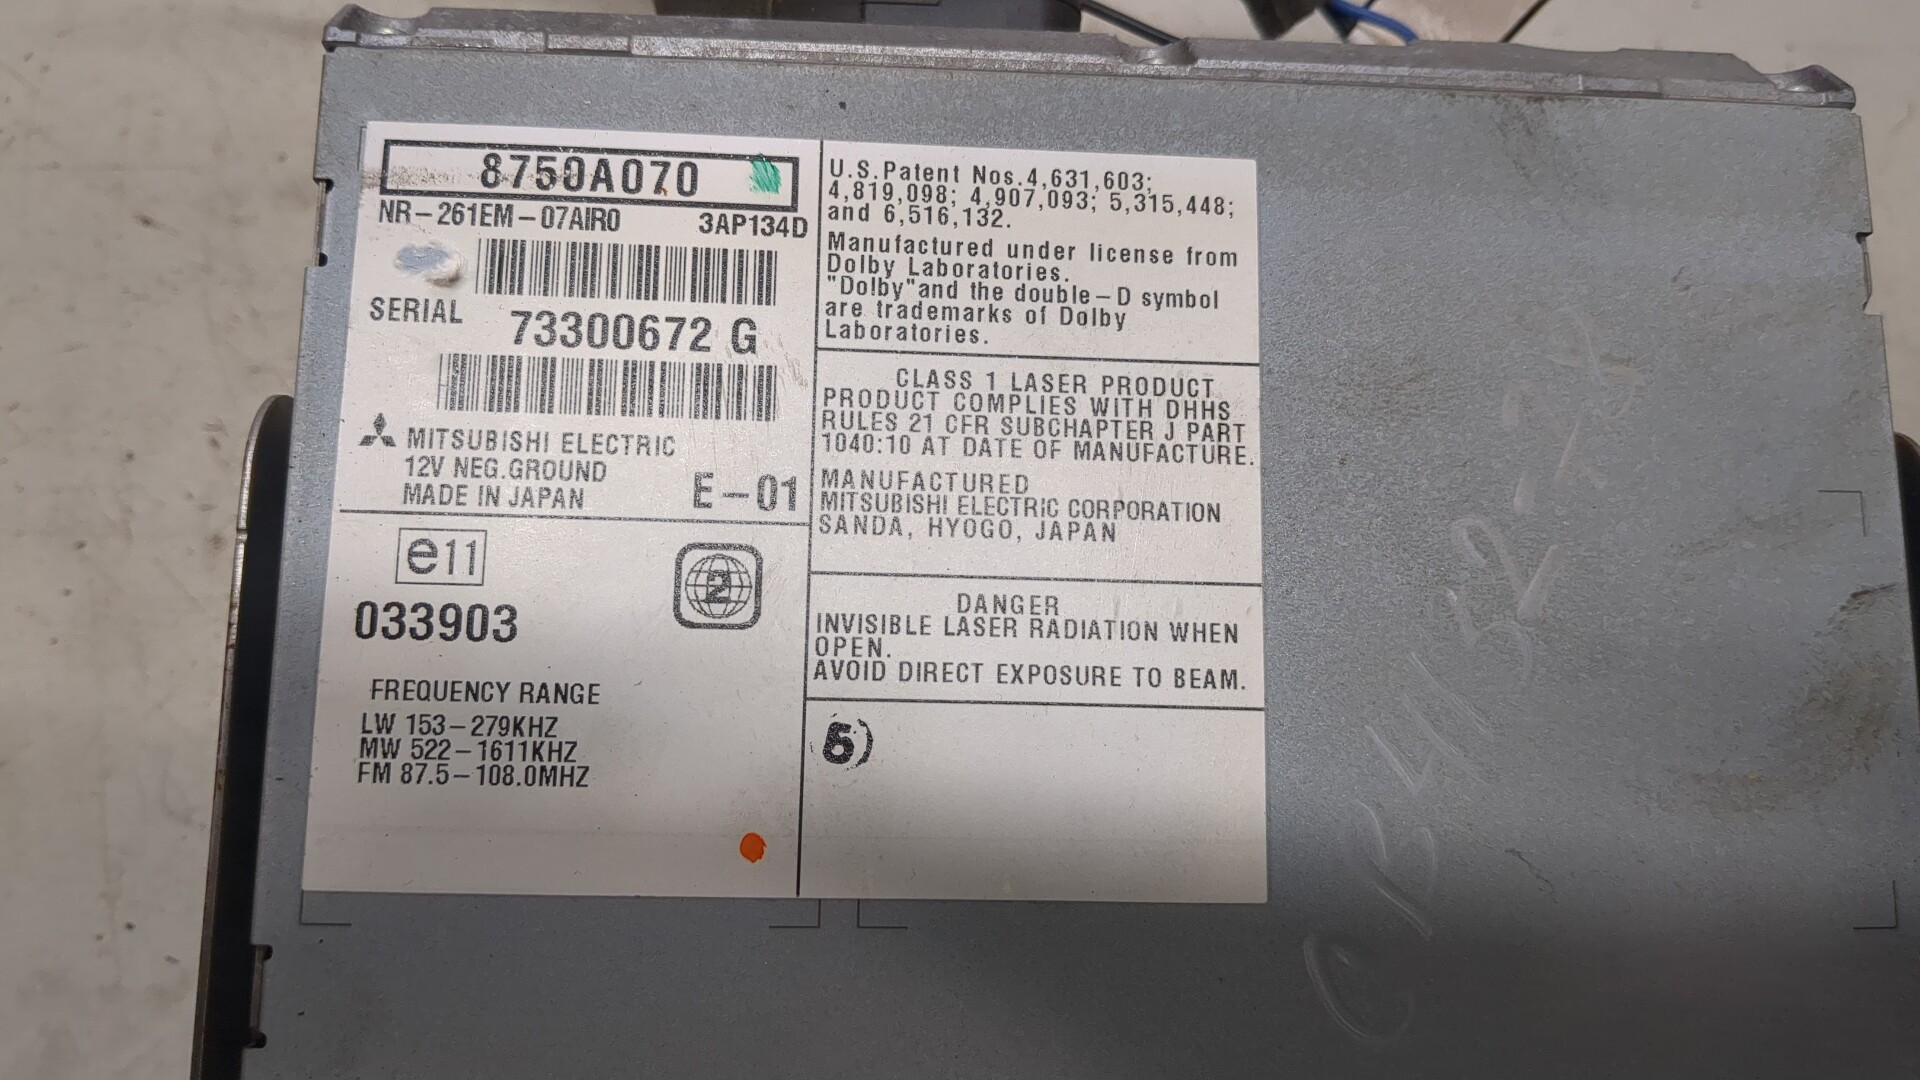 8750A070
NR-261EM-07AIR0 3AP134D
SERIAL 73300672 G
MITSUBISHI ELECTRIC
12V NEG.GROUND
MADE IN JAPAN E-01
e11
2
033903
FREQUENCY RANGE
LW 153-279KHZ
MW 522-1611KHZ
FM 87.5-108.0MHZ
U.S.Patent Nos.4,631,603;
4,819,098; 4,907,093; 5,315,448;
and 6,516,132.
Manufactured under license from
Dolby Laboratories.
"Dolby"and the double-D symbol
are trademarks of Dolby
Laboratories.
CLASS 1 LASER PRODUCT
PRODUCT COMPLIES WITH DHHS
RULES 21 CFR SUBCHAPTER J PART
1040:10 AT DATE OF MANUFACTURE.
MANUFACTURED
MITSUBISHI ELECTRIC CORPORATION
SANDA, HYOGO, JAPAN
DANGER
INVISIBLE LASER RADIATION WHEN
OPEN.
AVOID DIRECT EXPOSURE TO BEAM.